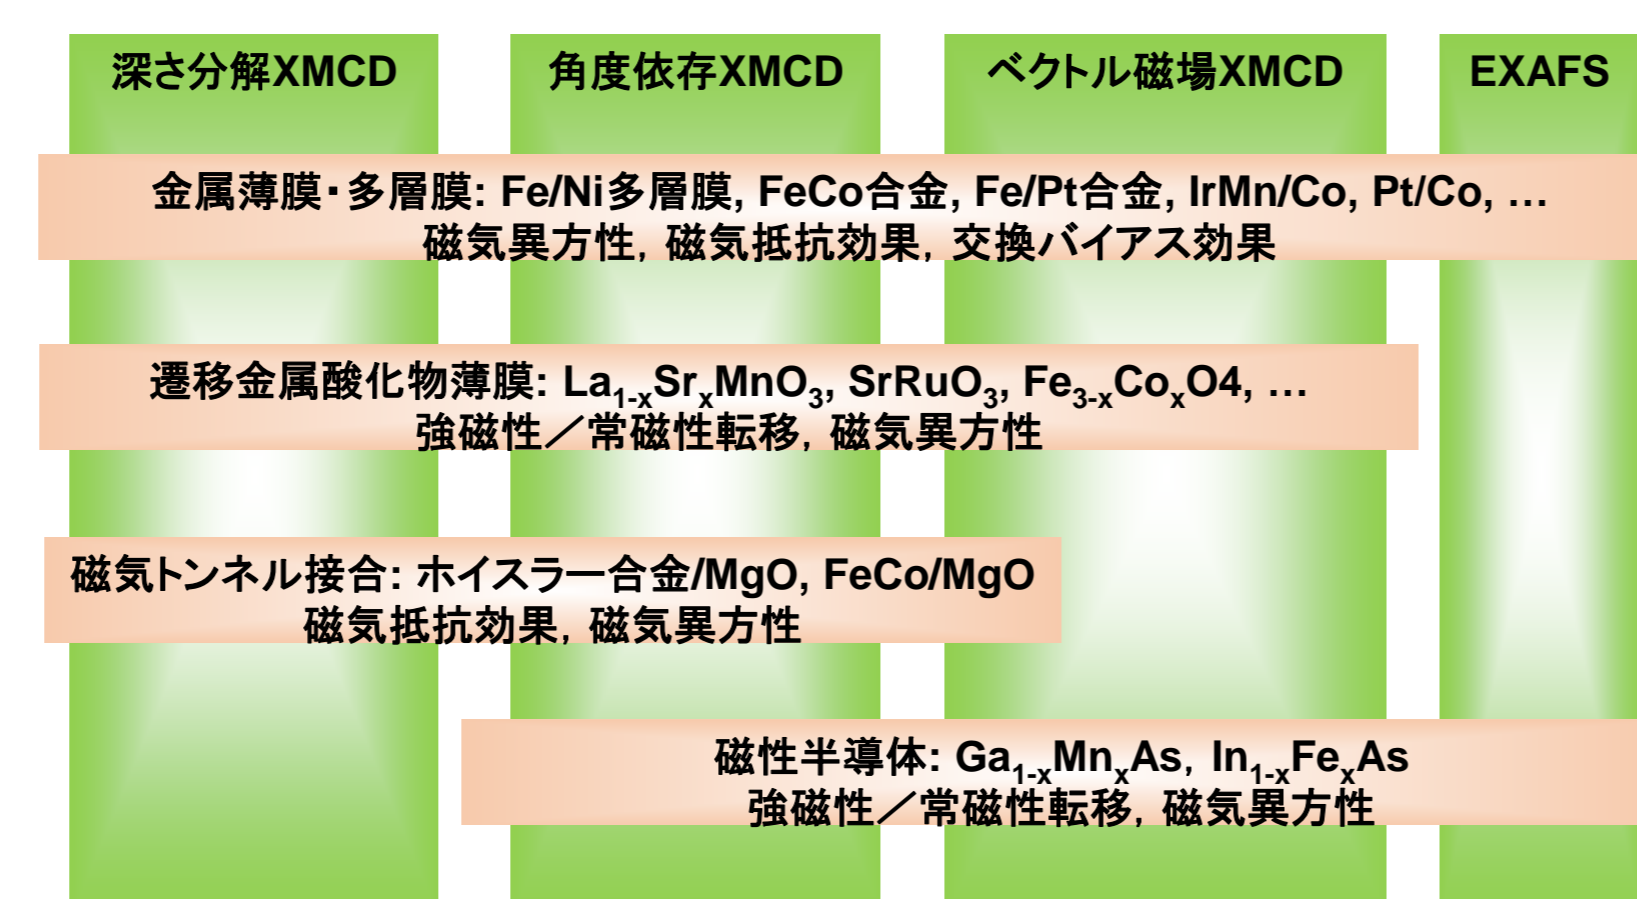 深さ分解XMCD
角度依存XMCD
ベクトル磁場XMCD
EXAFS
金属薄膜・多層膜: Fe/Ni多層膜, FeCo合金, Fe/Pt合金, IrMn/Co, Pt/Co, …
磁気異方性, 磁気抵抗効果, 交換バイアス効果
遷移金属酸化物薄膜: La1-xSrxMnO3, SrRuO3, Fe3-xCoxO4, …
強磁性／常磁性転移, 磁気異方性
磁気トンネル接合: ホイスラー合金/MgO, FeCo/MgO
磁気抵抗効果, 磁気異方性
磁性半導体: Ga1-xMnxAs, In1-xFexAs
強磁性／常磁性転移, 磁気異方性